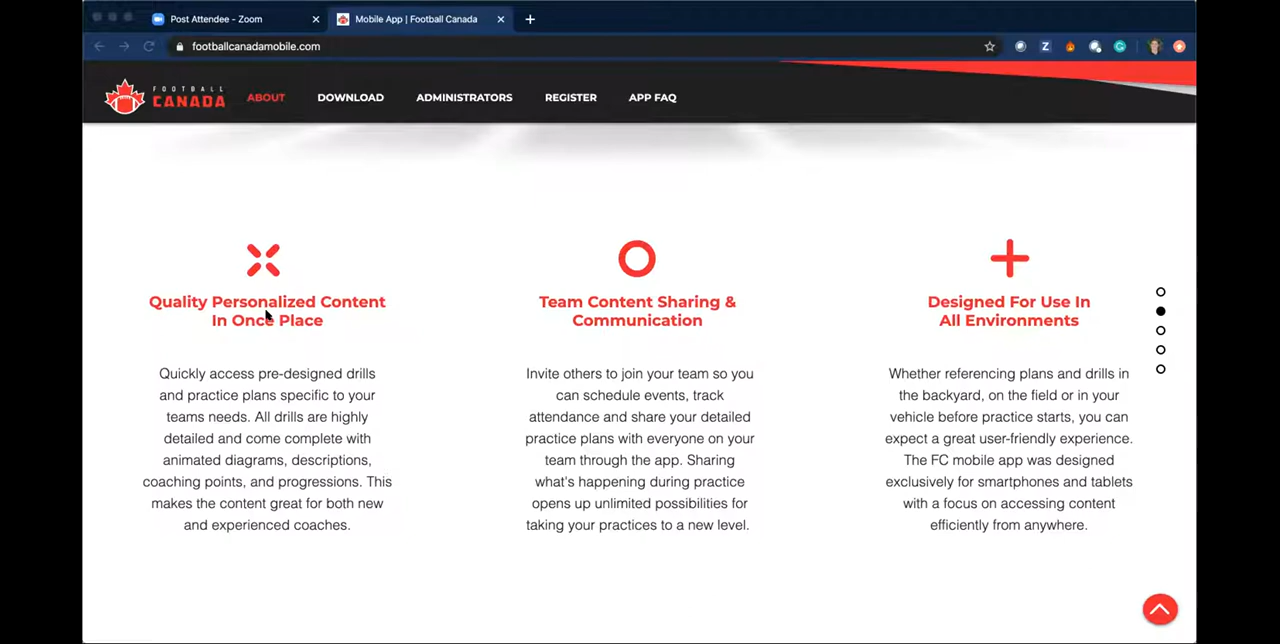 Post Attendee - Zoom
Mobile App | Football Canada
footballcanadamobile.com
Z
FOOTBALL
CANADA
ABOUT
DOWNLOAD
ADMINISTRATORS
REGISTER
APP FAQ
Quality Personalized Content
In Once Place
Quickly access pre-designed drills
and practice plans specific to your
teams needs. All drills are highly
detailed and come complete with
animated diagrams, descriptions,
coaching points, and progressions. This
makes the content great for both new
and experienced coaches.
Team Content Sharing &
Communication
Invite others to join your team so you
can schedule events, track
attendance and share your detailed
practice plans with everyone on your
team through the app. Sharing
what's happening during practice
opens up unlimited possibilities for
taking your practices to a new level.
Designed For Use In
All Environments
Whether referencing plans and drills in
the backyard, on the field or in your
vehicle before practice starts, you can
expect a great user-friendly experience.
The FC mobile app was designed
exclusively for smartphones and tablets
with a focus on accessing content
efficiently from anywhere.